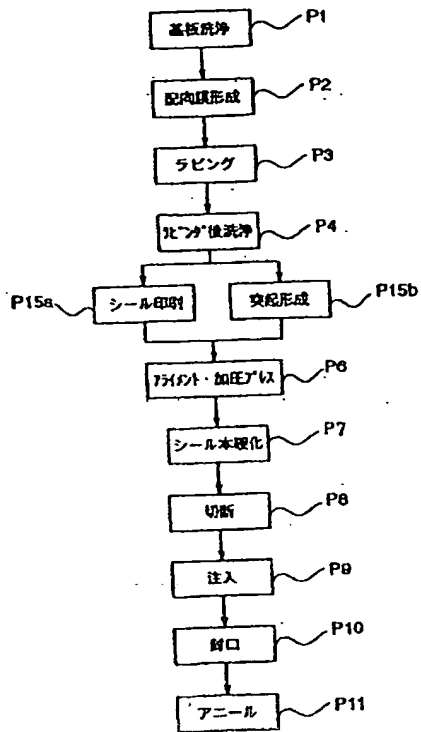 基板洗浄 P1
配向膜形成 P2
ラビング P3
ラビング後洗浄 P4
P15a シール印刷 突起形成 P15b
アライメント・加圧プレス P6
シール本硬化 P7
切断 P8
注入 P9
封口 P10
アニール P11